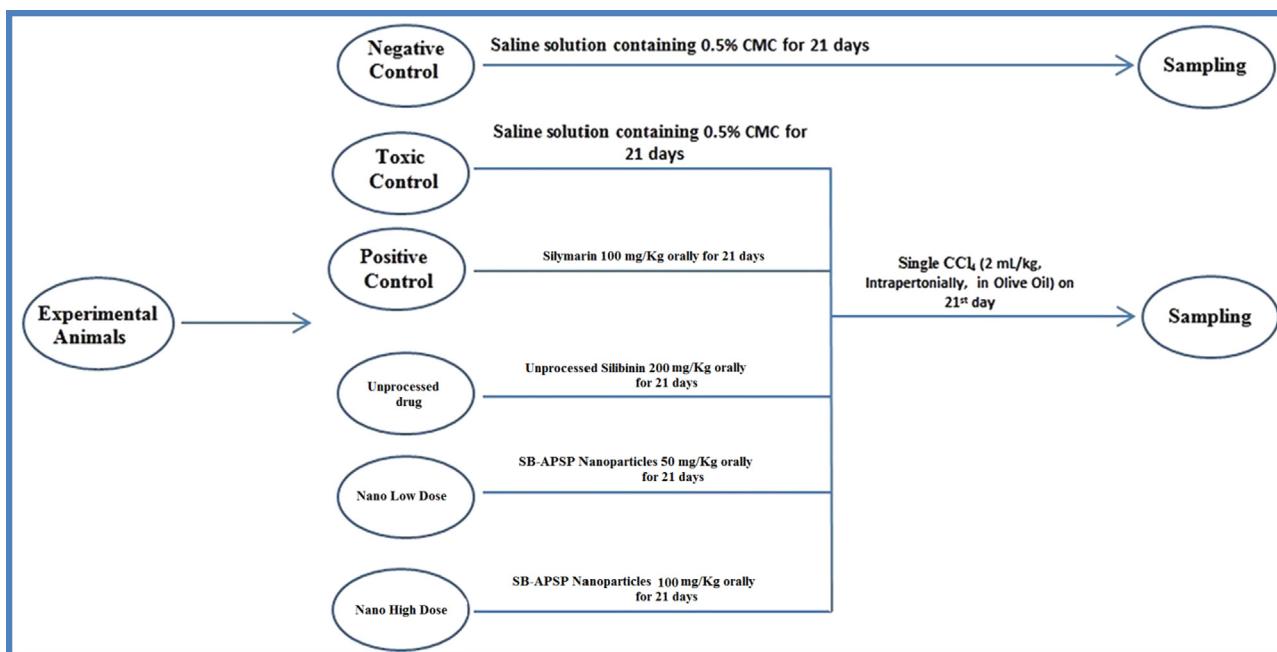 Negative
Control
Saline solution containing 0.5% CMC for 21 days
Sampling
Toxic
Control
Saline solution containing 0.5% CMC for
21 days
Positive
Control
Silymarin 100 mg/Kg orally for 21 days
Single CCl₄ (2 mL/kg,
Intrapertonially, in Olive Oil) on
21ˢᵗ day
Sampling
Experimental
Animals
Unprocessed
drug
Unprocessed Silibinin 200 mg/Kg orally
for 21 days
Nano Low Dose
SB-APSP Nanoparticles 50 mg/Kg orally
for 21 days
Nano High Dose
SB-APSP Nanoparticles 100 mg/Kg orally
for 21 days